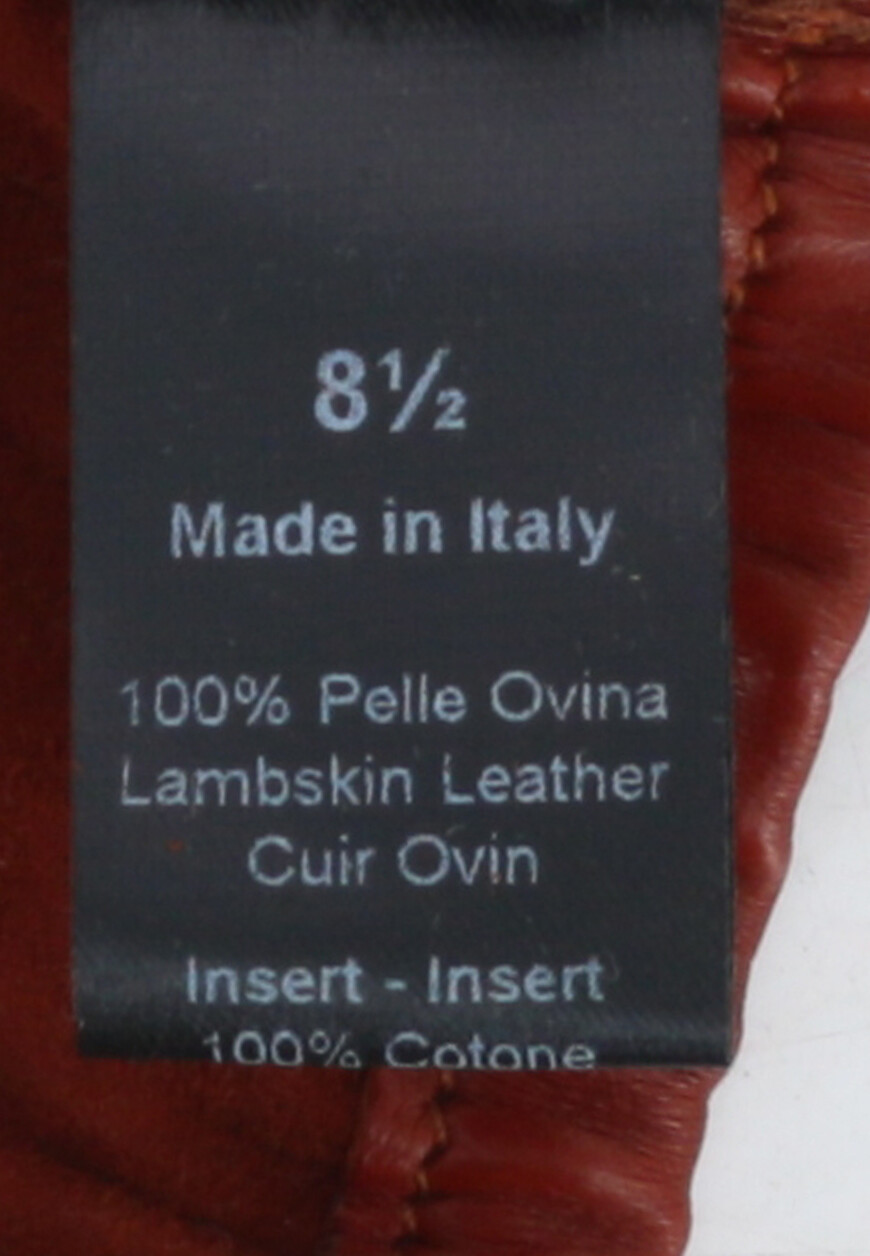 8½
Made in Italy
100% Pelle Ovina
Lambskin Leather
Cuir Ovin
Insert - Insert
100% Cotone